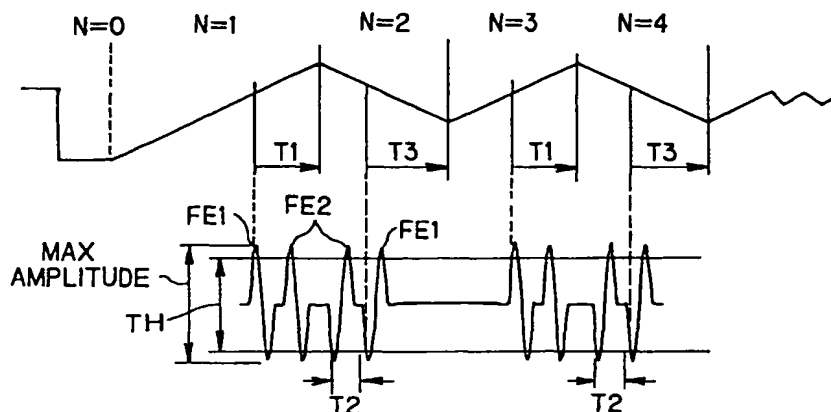 N=0 N=1 N=2 N=3 N=4
T1 T3 T1 T3
FE1 FE2 FE1
MAX
AMPLITUDE
TH
T2 T2